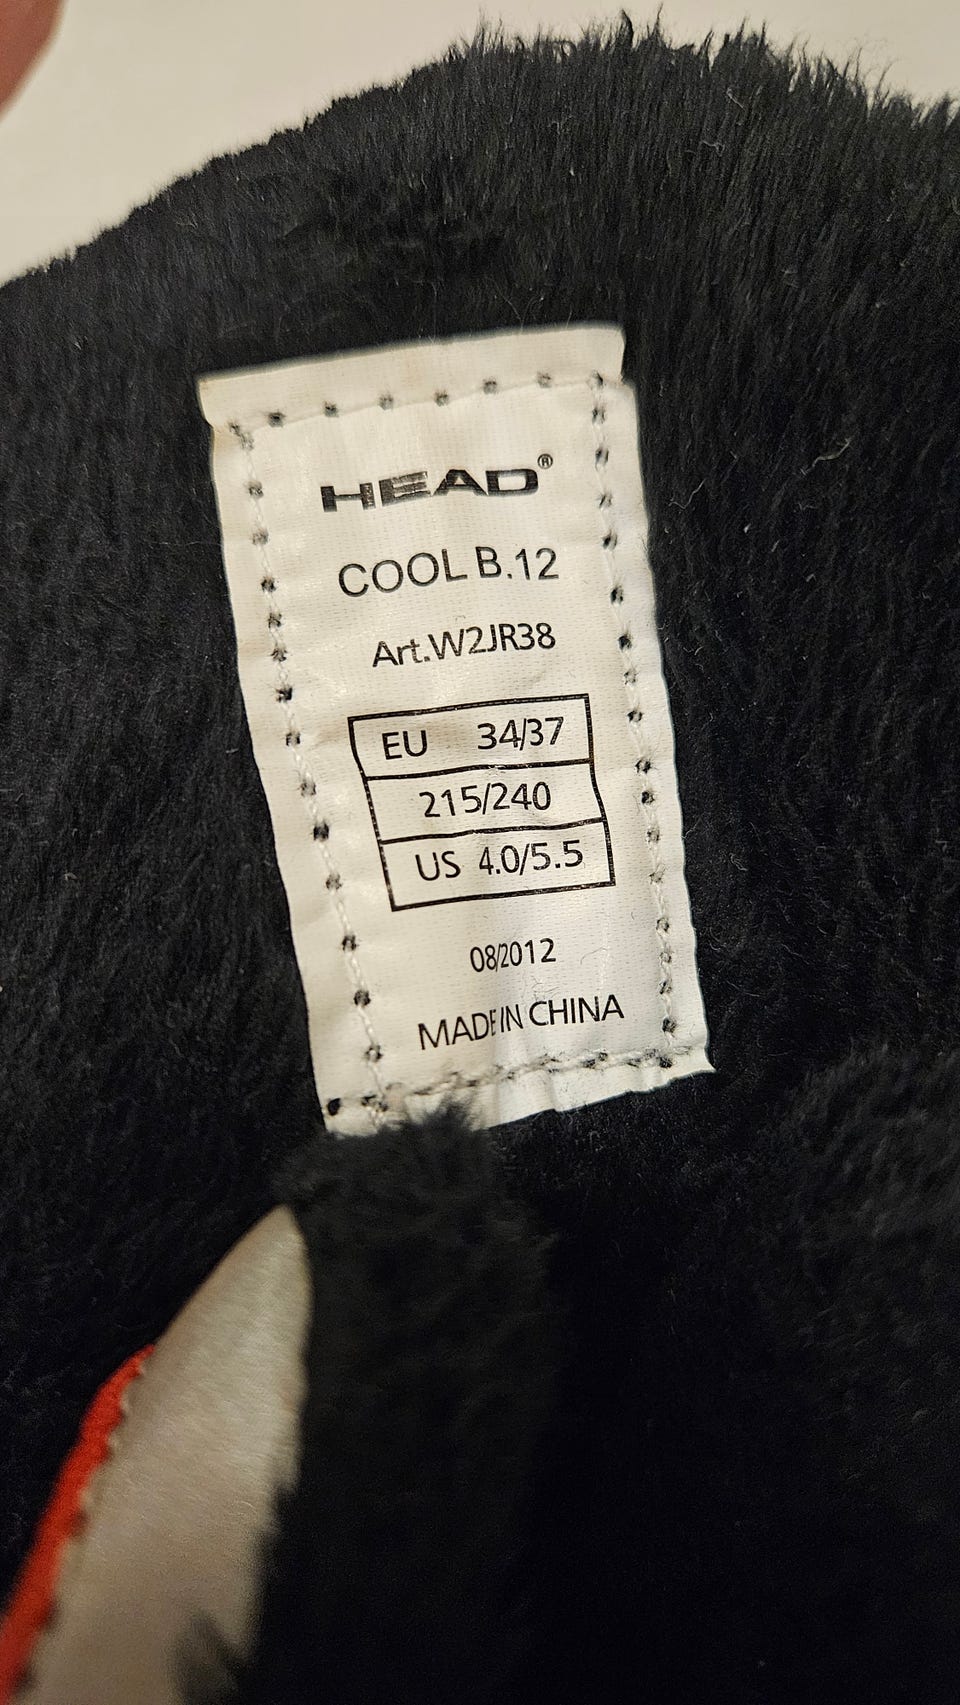 HEAD®
COOL B.12
Art.W2JR38
EU 34/37
215/240
US 4.0/5.5
08/2012
MADE IN CHINA